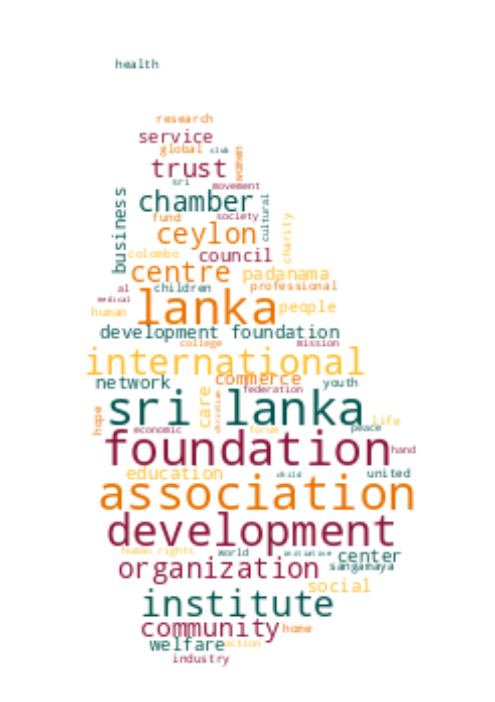 health
research
service
global club
women
trust
sri
movement
business
chamber
cultural
fund society
charity
ceylon
colombo council
centre padanama
al children professional
medical
human lanka people
development foundation
college mission
international
network commerce youth
federation
care
christian
sri lanka life
hope economic forum peace
foundation hand
education child united
association
development
human rights world initiative center
organization sangamaya
social
institute
community home
welfare action
industry